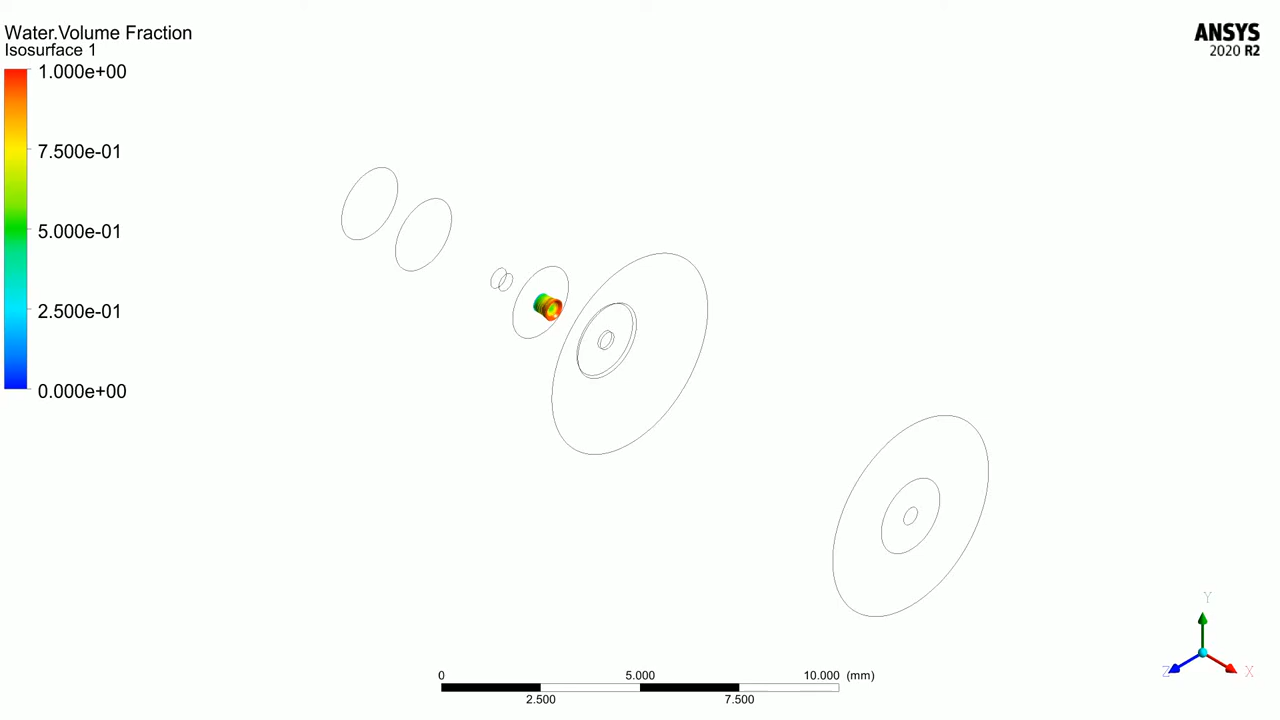 Water.Volume Fraction
Isosurface 1
1.000e+00
7.500e-01
5.000e-01
2.500e-01
0.000e+00
ANSYS
2020 R2
0 5.000 10.000 (mm)
2.500 7.500
Y
Z X